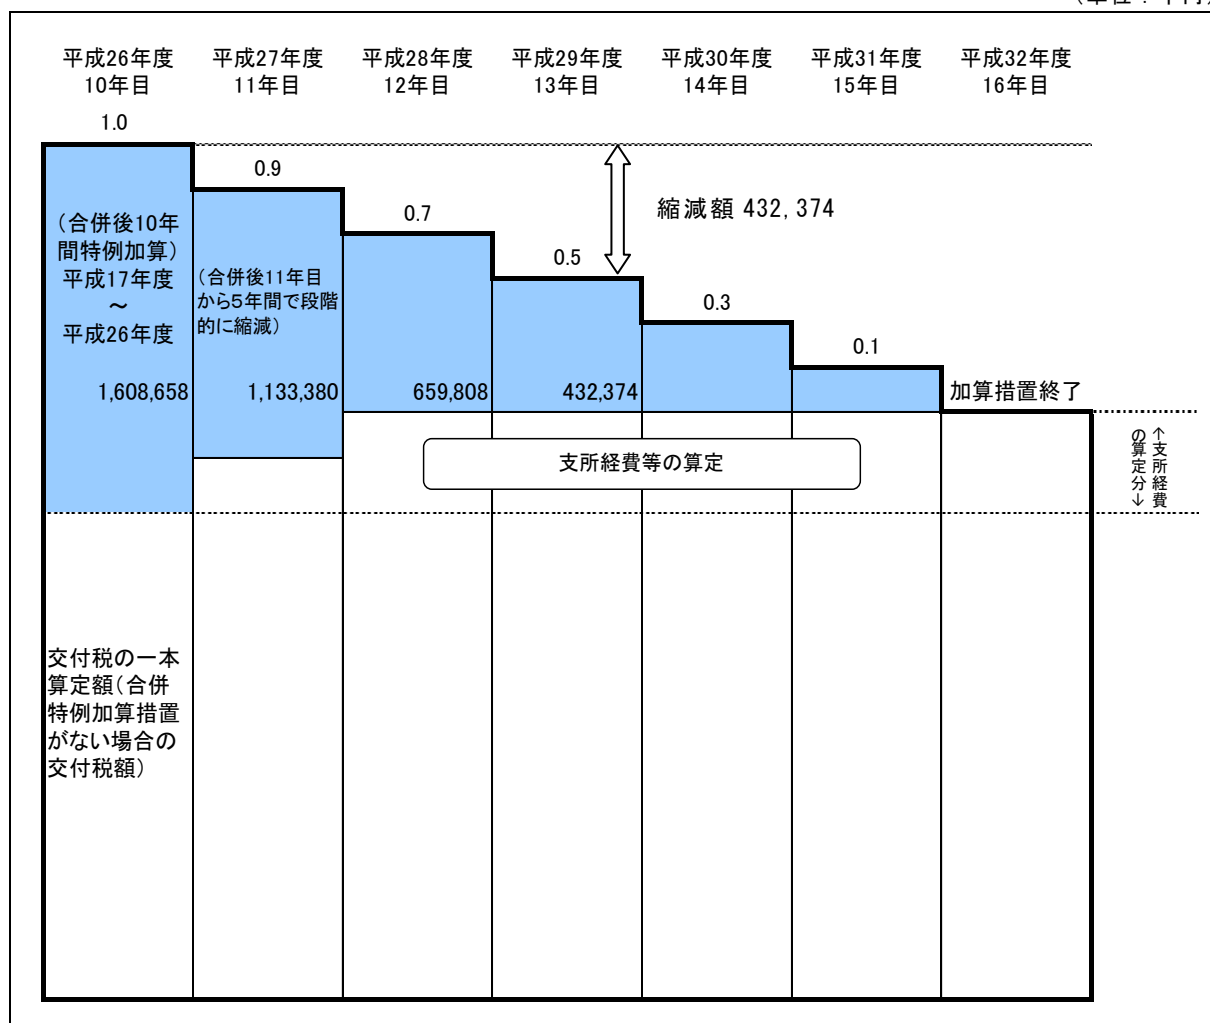 平成26年度 平成27年度 平成28年度 平成29年度 平成30年度 平成31年度 平成32年度
10年目 11年目 12年目 13年目 14年目 15年目 16年目
1.0
0.9
0.7
0.5
0.3
0.1
縮減額 432,374
(合併後10年
間特例加算)
平成17年度
～
平成26年度
(合併後11年目
から5年間で段階
的に縮減)
1,608,658 1,133,380 659,808 432,374 加算措置終了
支所経費等の算定
↑支所経費
の算定分↓
交付税の一本
算定額(合併
特例加算措置
がない場合の
交付税額)